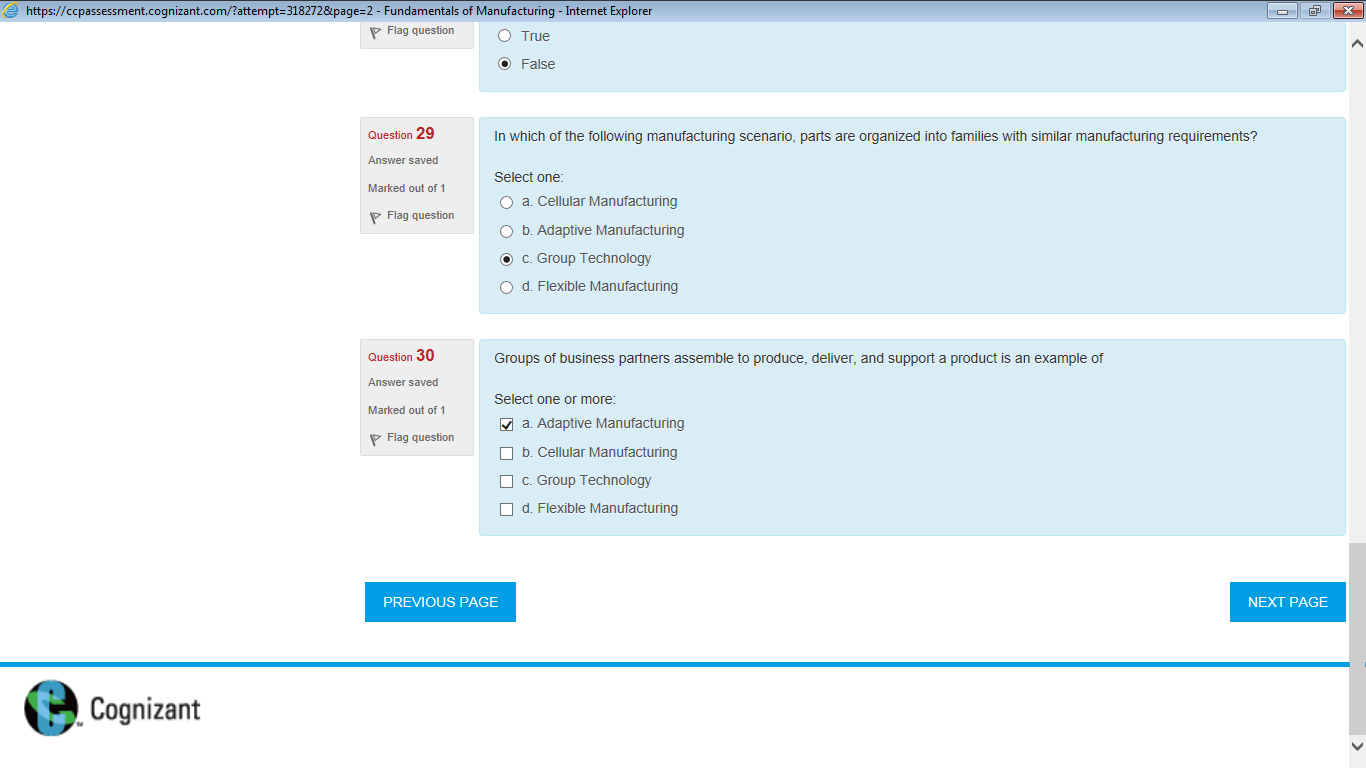 https://ccpassessment.cognizant.com/?attempt=318272&page=2 - Fundamentals of Manufacturing - Internet Explorer
Flag question
True
False
Question 29
Answer saved
Marked out of 1
Flag question
In which of the following manufacturing scenario, parts are organized into families with similar manufacturing requirements?
Select one:
a. Cellular Manufacturing
b. Adaptive Manufacturing
c. Group Technology
d. Flexible Manufacturing
Question 30
Answer saved
Marked out of 1
Flag question
Groups of business partners assemble to produce, deliver, and support a product is an example of
Select one or more:
a. Adaptive Manufacturing
b. Cellular Manufacturing
c. Group Technology
d. Flexible Manufacturing
PREVIOUS PAGE
NEXT PAGE
Cognizant